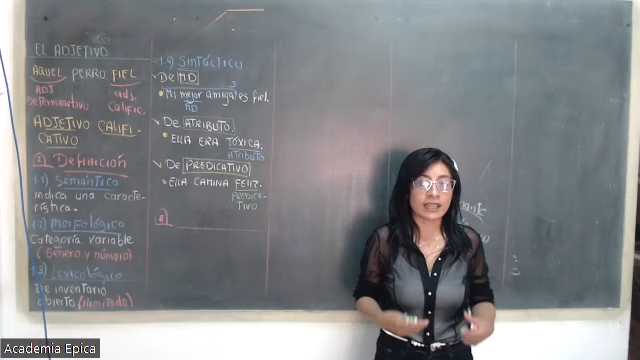 EL ADJETIVO
AQUEL PERRO FIEL
ADJ adj.
Determinativo Calific.
ADJETIVO CALIFI-
CATIVO
I Definición
1.1) Semántico
indica una caracte-
rística.
1.2) Morfológico
Categoría variable
(género y número)
1.3) Lexicológico
De inventario
abierto (ilimitado)
1.4) Sintáctico
De MD
Mi mejor amiga es fiel.
MD
De ATRIBUTO
ELLA ERA TÓXICA.
ATRIBUTO
De PREDICATIVO
Ella CAMINA FELIZ.
PREDICA-
TIVO
II
Academia Epica